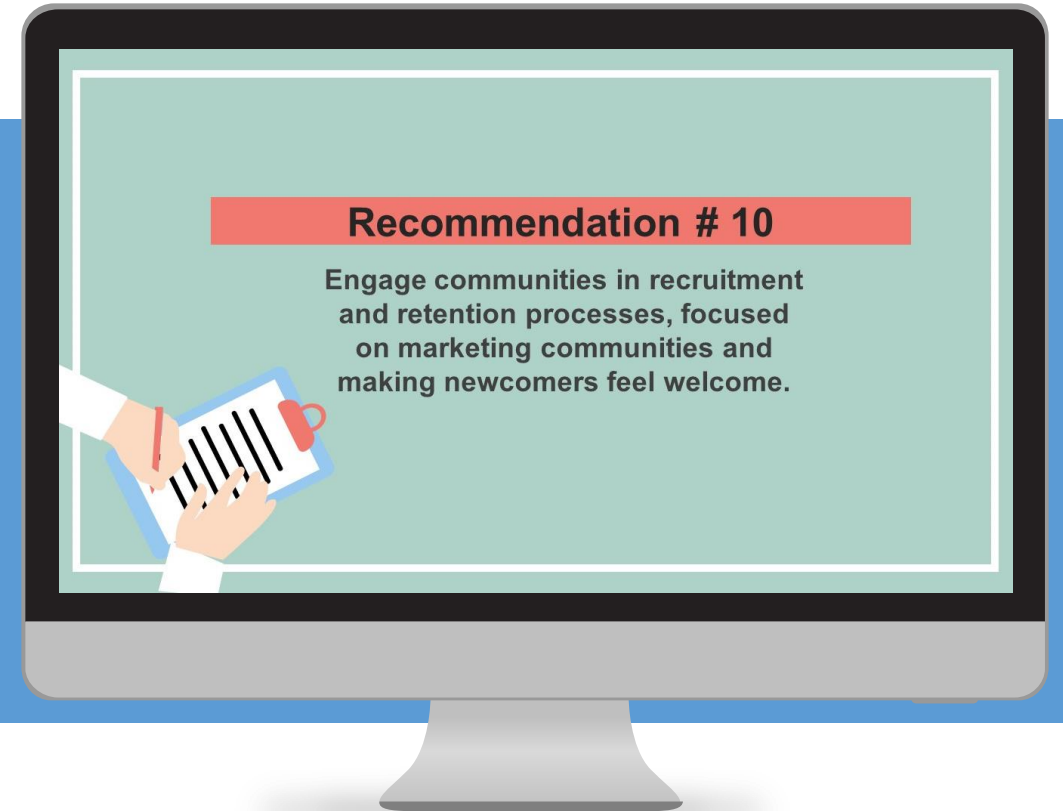 Recommendation # 10
Engage communities in recruitment
and retention processes, focused
on marketing communities and
making newcomers feel welcome.